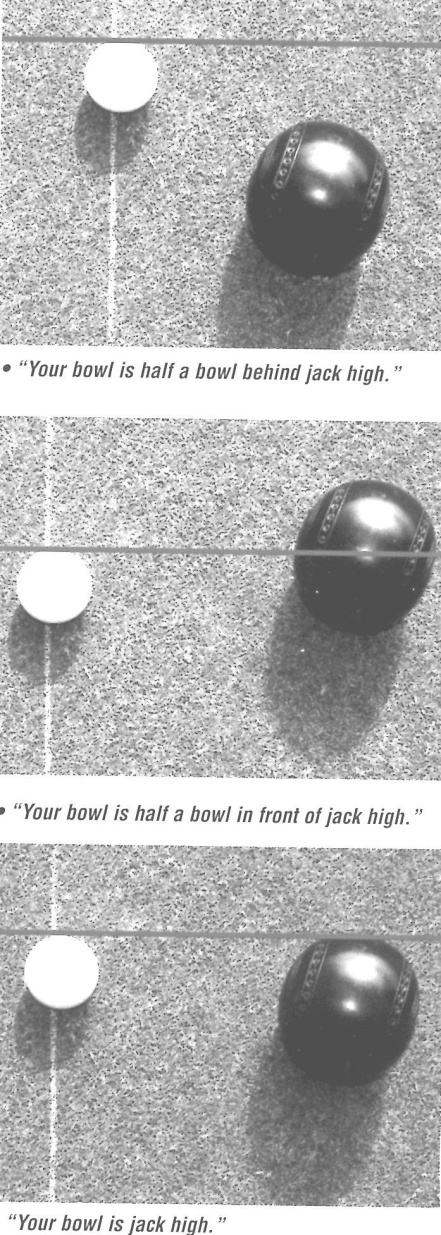 • “Your bowl is half a bowl behind jack high.”
• “Your bowl is half a bowl in front of jack high.”
“Your bowl is jack high.”